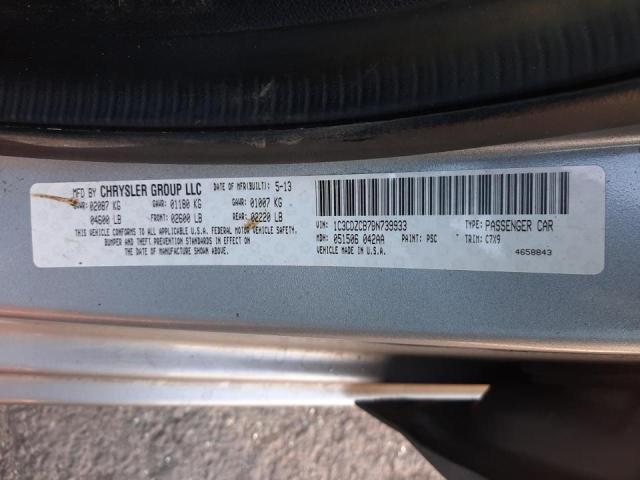 MFD BY CHRYSLER GROUP LLC DATE OF MFR(BUILT): 5-13
GVWR: 02087 KG GAWR: 01180 KG GAWR: 01007 KG
04600 LB FRONT: 02600 LB REAR: 02220 LB
THIS VEHICLE CONFORMS TO ALL APPLICABLE U.S.A. FEDERAL MOTOR VEHICLE SAFETY,
BUMPER AND THEFT PREVENTION STANDARDS IN EFFECT ON
THE DATE OF MANUFACTURE SHOWN ABOVE.
VIN: 1C3CDZCB7DN739933 TYPE: PASSENGER CAR
MDH: 051506 042AA PAINT: PSC TRIM: C7X9
VEHICLE MADE IN U.S.A. 4658843